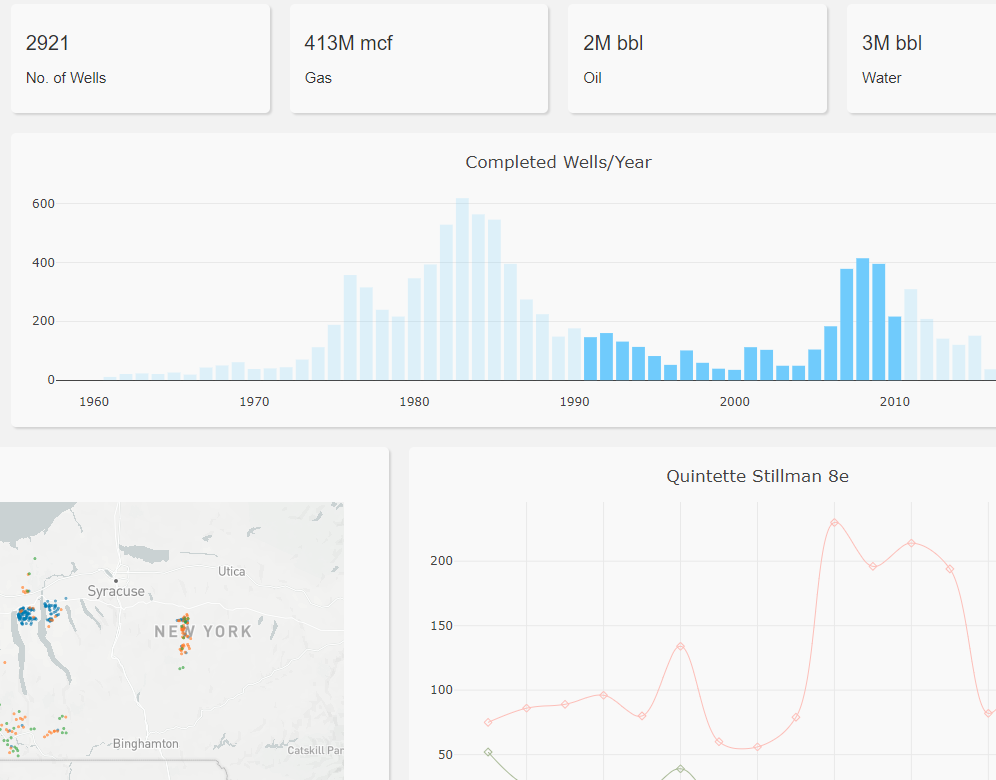 2921
No. of Wells
413M mcf
Gas
2M bbl
Oil
3M bbl
Water
Completed Wells/Year
600
400
200
0
1960 1970 1980 1990 2000 2010
Utica
Syracuse
NEW YORK
Binghamton
Catskill Par
Quintette Stillman 8e
200
150
100
50